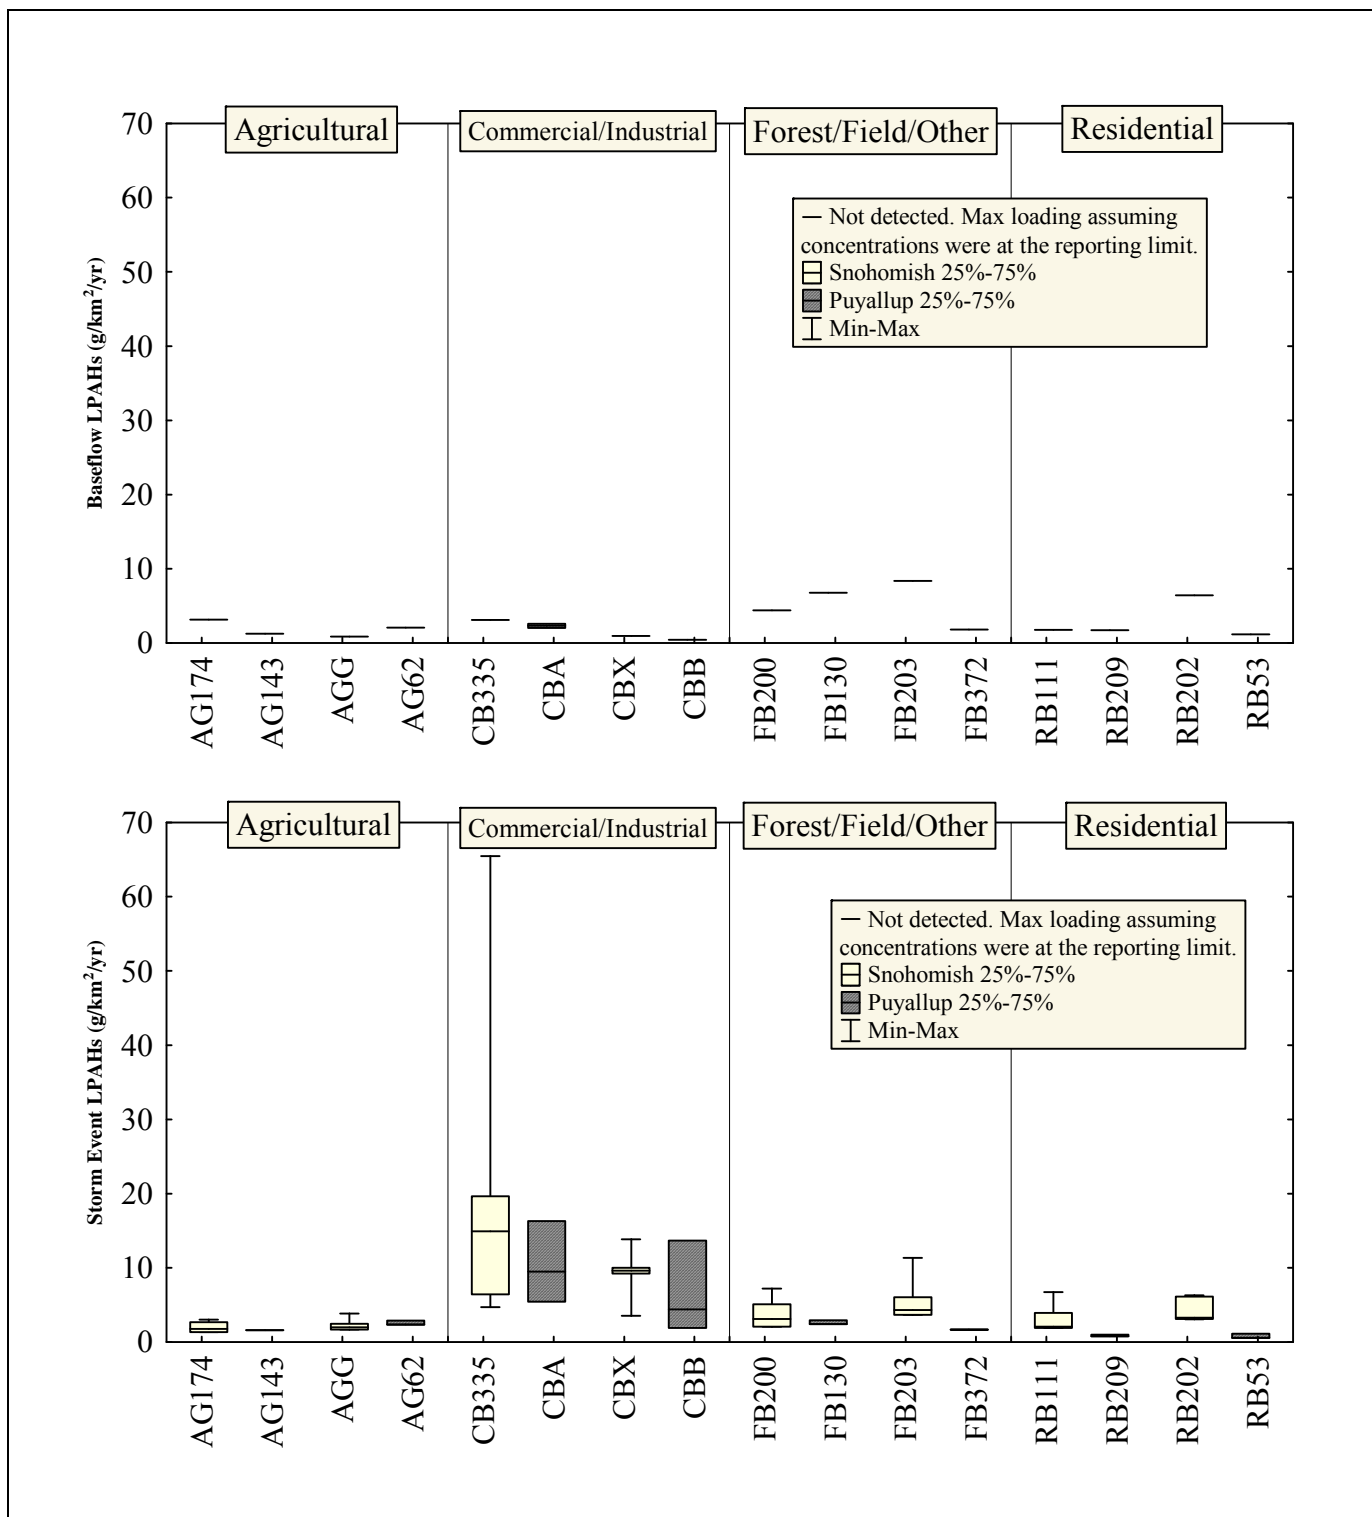 Agricultural
Commercial/Industrial
Forest/Field/Other
Residential
70
60
50
40
30
20
10
0
Baseflow LPAHs (g/km²/yr)
Not detected. Max loading assuming
concentrations were at the reporting limit.
Snohomish 25%-75%
Puyallup 25%-75%
Min-Max
AG174
AG143
AGG
AG62
CB335
CBA
CBX
CBB
FB200
FB130
FB203
FB372
RB111
RB209
RB202
RB53
Agricultural
Commercial/Industrial
Forest/Field/Other
Residential
70
60
50
40
30
20
10
0
Storm Event LPAHs (g/km²/yr)
Not detected. Max loading assuming
concentrations were at the reporting limit.
Snohomish 25%-75%
Puyallup 25%-75%
Min-Max
AG174
AG143
AGG
AG62
CB335
CBA
CBX
CBB
FB200
FB130
FB203
FB372
RB111
RB209
RB202
RB53